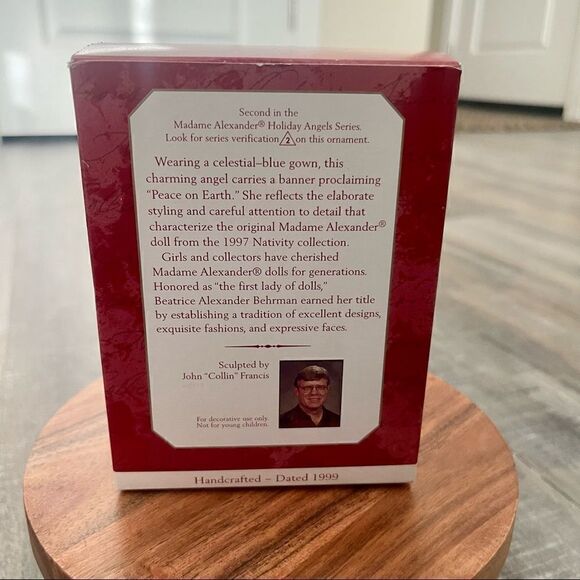 Second in the
Madame Alexander® Holiday Angels Series.
Look for series verification 2 on this ornament.
Wearing a celestial–blue gown, this
charming angel carries a banner proclaiming
“Peace on Earth.” She reflects the elaborate
styling and careful attention to detail that
characterize the original Madame Alexander®
doll from the 1997 Nativity collection.
Girls and collectors have cherished
Madame Alexander® dolls for generations.
Honored as “the first lady of dolls,”
Beatrice Alexander Behrman earned her title
by establishing a tradition of excellent designs,
exquisite fashions, and expressive faces.
Sculpted by
John “Collin” Francis
For decorative use only.
Not for young children.
Handcrafted – Dated 1999